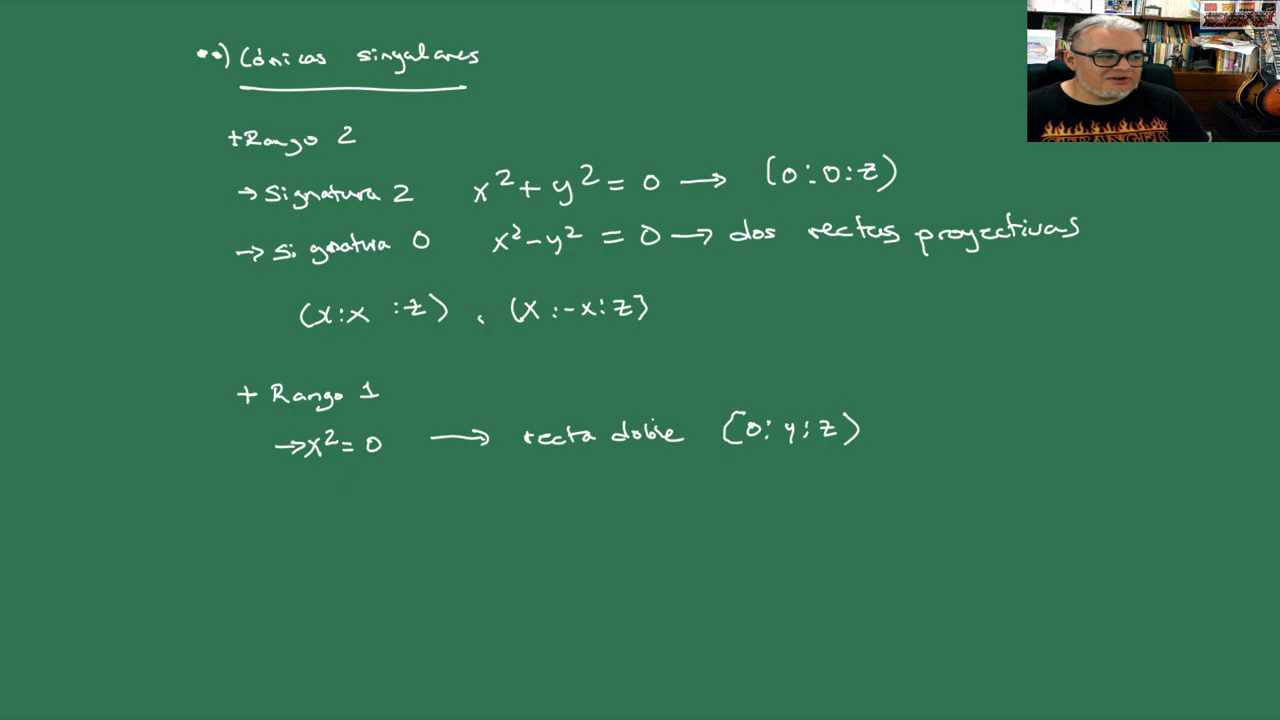 ••) Cónicas singulares
+Rango 2
→ Signatura 2 x² + y² = 0 → (0:0:z)
→ Signatura 0 x² - y² = 0 → dos rectas proyectivas
(x:x :z) , (x:-x:z)
+ Rango 1
→ x² = 0 → recta doble (0:y:z)